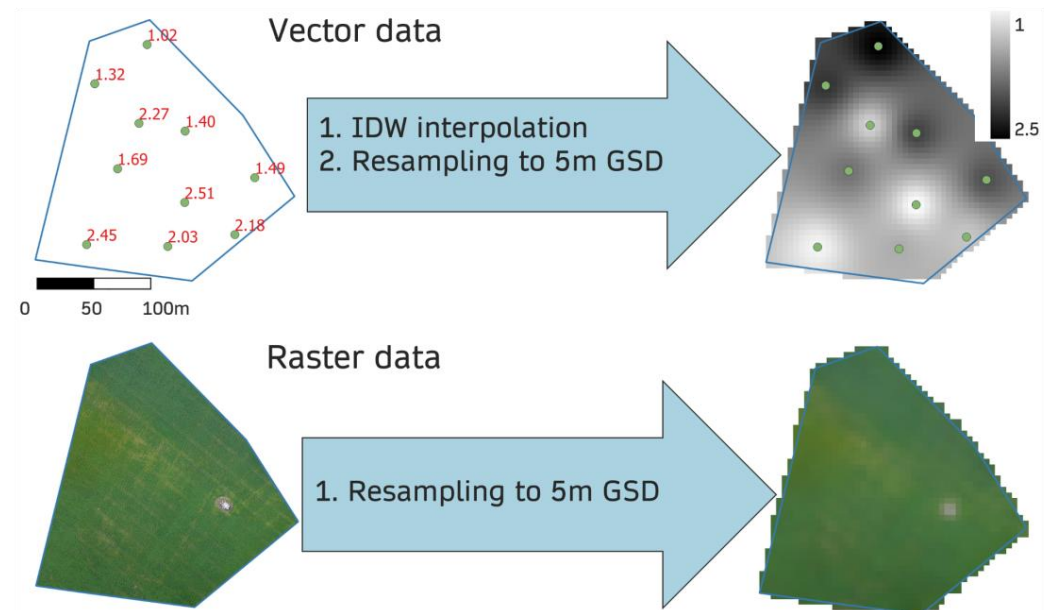 Vector data
1.02
1.32
2.27
1.40
1.69
1.49
2.51
2.18
2.45
2.03
0 50 100m
1. IDW interpolation
2. Resampling to 5m GSD
1
2.5
Raster data
1. Resampling to 5m GSD